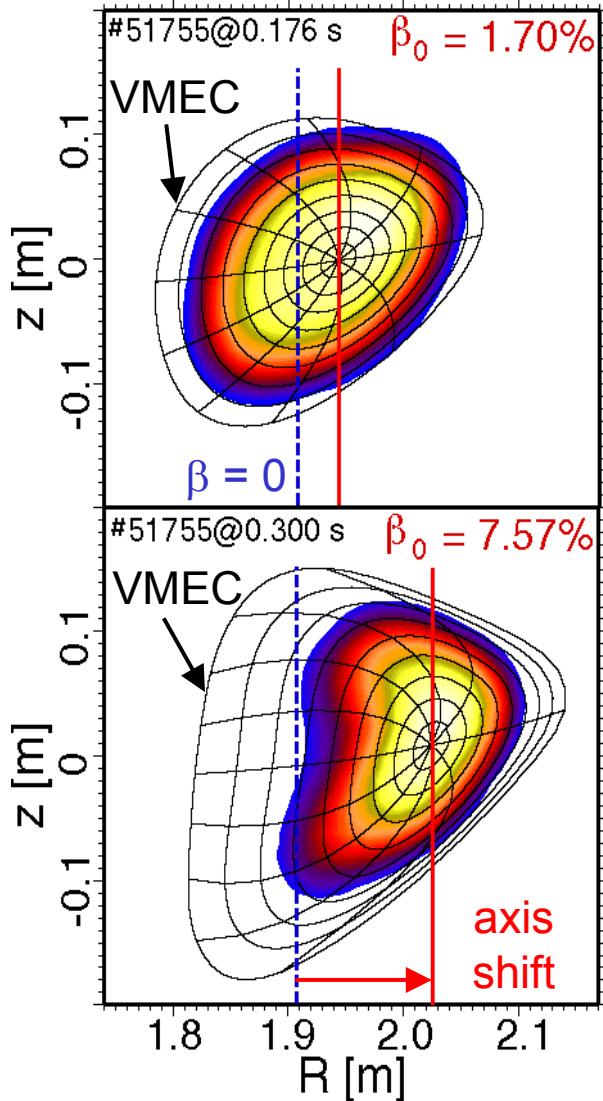 #51755@0.176 s
β₀ = 1.70%
VMEC
0.1
0
-0.1
z [m]
β = 0
#51755@0.300 s
β₀ = 7.57%
VMEC
0.1
0
-0.1
z [m]
axis
shift
1.8 1.9 2.0 2.1
R [m]